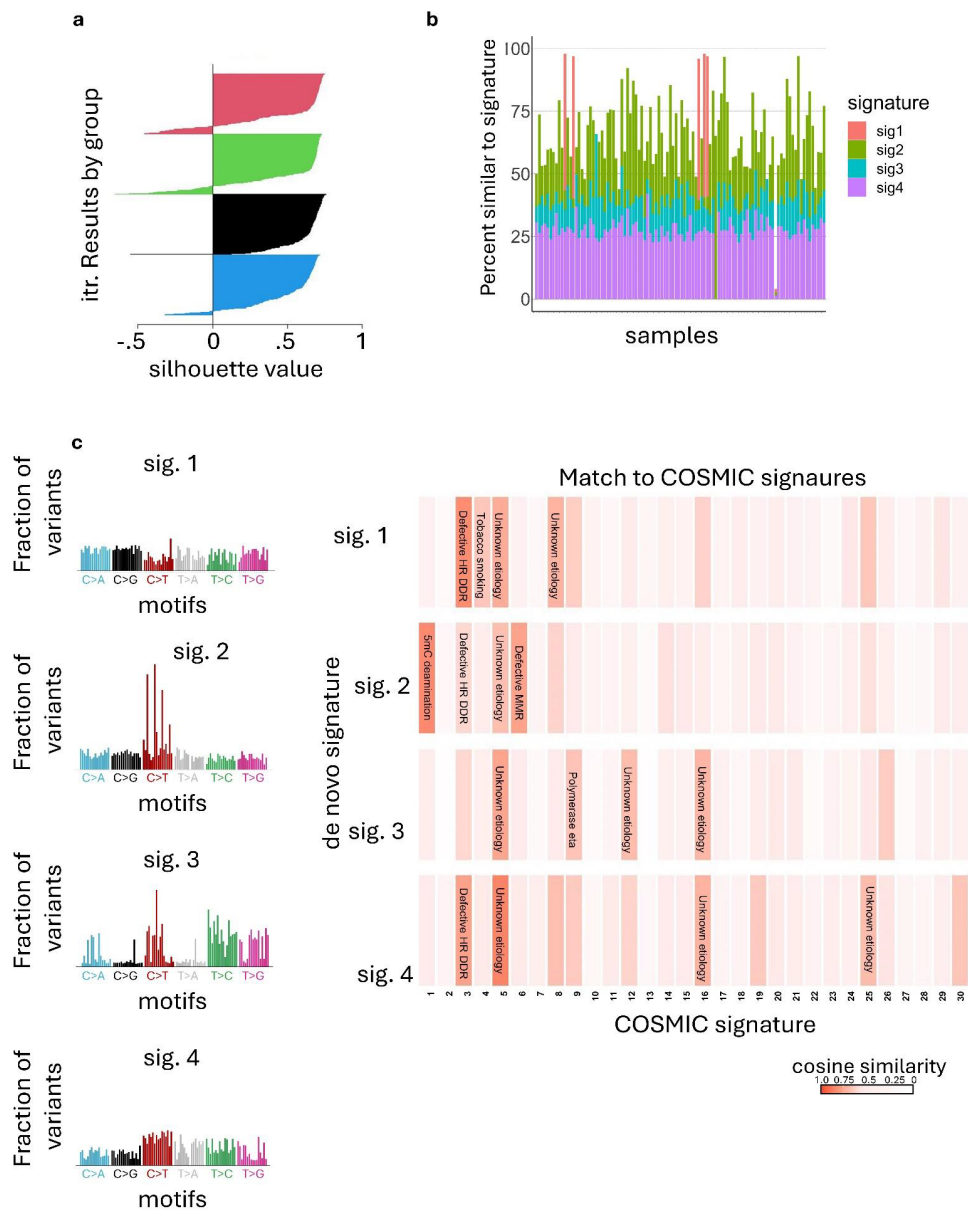 a
itr. Results by group
-.5 0 .5 1
silhouette value
b
Percent similar to signature
100
75
50
25
0
samples
signature
sig1
sig2
sig3
sig4
c
sig. 1
Fraction of
variants
C>A C>G C>T T>A T>C T>G
motifs
sig. 2
Fraction of
variants
C>A C>G C>T T>A T>C T>G
motifs
sig. 3
Fraction of
variants
C>A C>G C>T T>A T>C T>G
motifs
sig. 4
Fraction of
variants
C>A C>G C>T T>A T>C T>G
motifs
Match to COSMIC signaures
de novo signature
sig. 1
Defective HR DDR
Tobacco smoking
Unknown etiology
Unknown etiology
sig. 2
5mC deamination
Defective HR DDR
Unknown etiology
Defective MMR
sig. 3
Unknown etiology
Polymerase eta
Unknown etiology
Unknown etiology
sig. 4
Defective HR DDR
Unknown etiology
Unknown etiology
Unknown etiology
1 2 3 4 5 6 7 8 9 10 11 12 13 14 15 16 17 18 19 20 21 22 23 24 25 26 27 28 29 30
COSMIC signature
cosine similarity
1.0 0.75 0.5 0.25 0